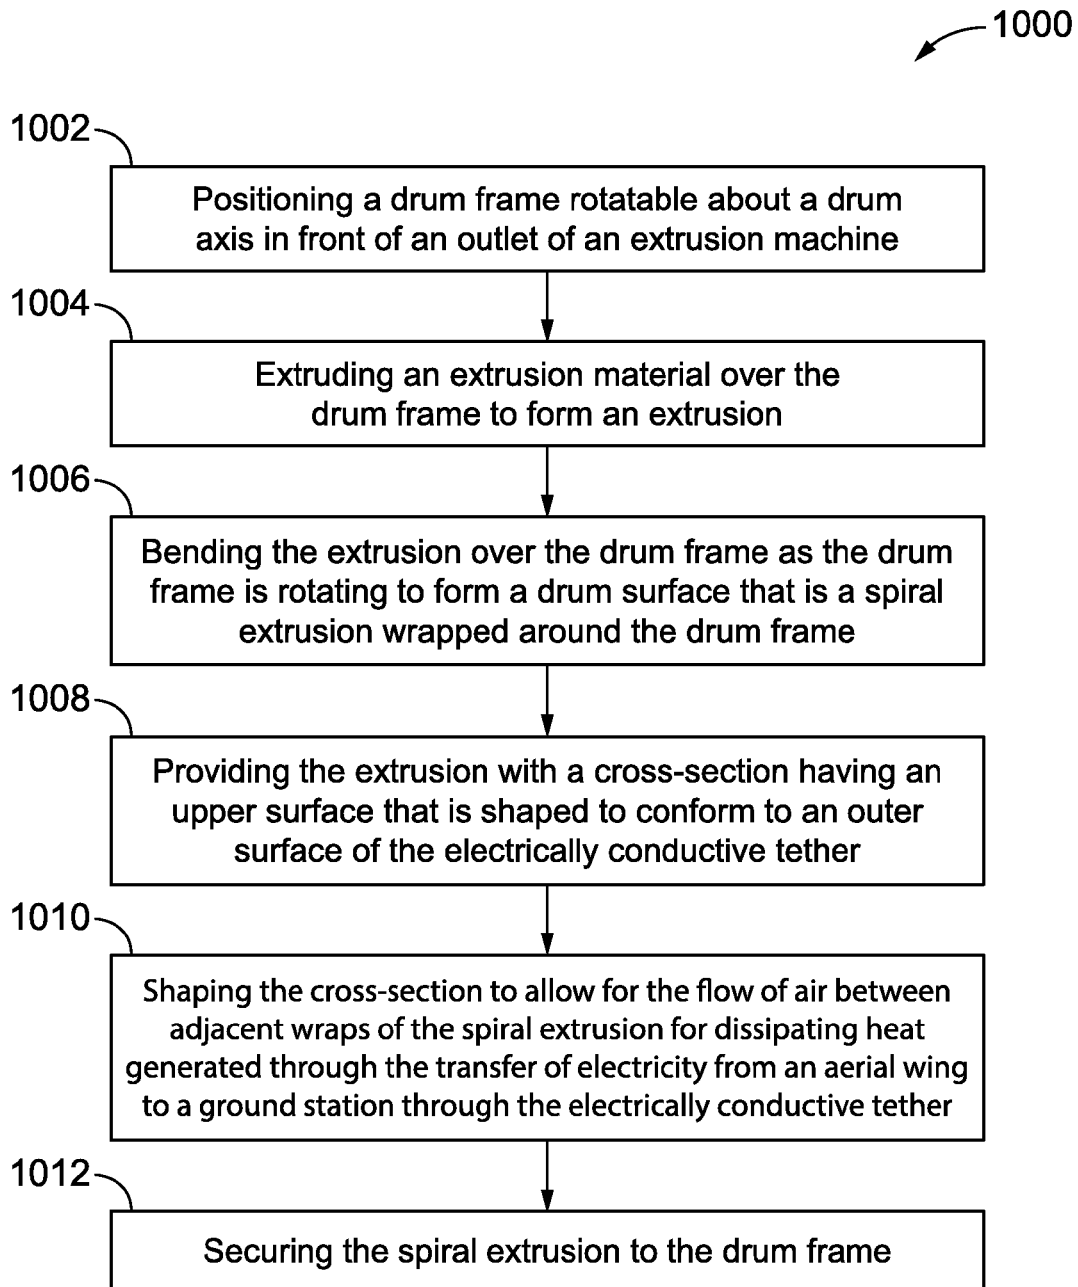 1000
1002
Positioning a drum frame rotatable about a drum
axis in front of an outlet of an extrusion machine
1004
Extruding an extrusion material over the
drum frame to form an extrusion
1006
Bending the extrusion over the drum frame as the drum
frame is rotating to form a drum surface that is a spiral
extrusion wrapped around the drum frame
1008
Providing the extrusion with a cross-section having an
upper surface that is shaped to conform to an outer
surface of the electrically conductive tether
1010
Shaping the cross-section to allow for the flow of air between
adjacent wraps of the spiral extrusion for dissipating heat
generated through the transfer of electricity from an aerial wing
to a ground station through the electrically conductive tether
1012
Securing the spiral extrusion to the drum frame